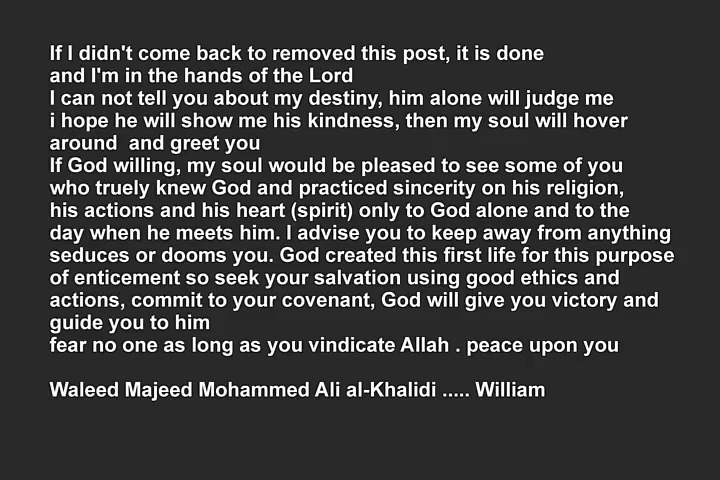 If I didn't come back to removed this post, it is done
and I'm in the hands of the Lord
I can not tell you about my destiny, him alone will judge me
i hope he will show me his kindness, then my soul will hover
around  and greet you
If God willing, my soul would be pleased to see some of you
who truely knew God and practiced sincerity on his religion,
his actions and his heart (spirit) only to God alone and to the
day when he meets him. I advise you to keep away from anything
seduces or dooms you. God created this first life for this purpose
of enticement so seek your salvation using good ethics and
actions, commit to your covenant, God will give you victory and
guide you to him
fear no one as long as you vindicate Allah . peace upon you
Waleed Majeed Mohammed Ali al-Khalidi ..... William